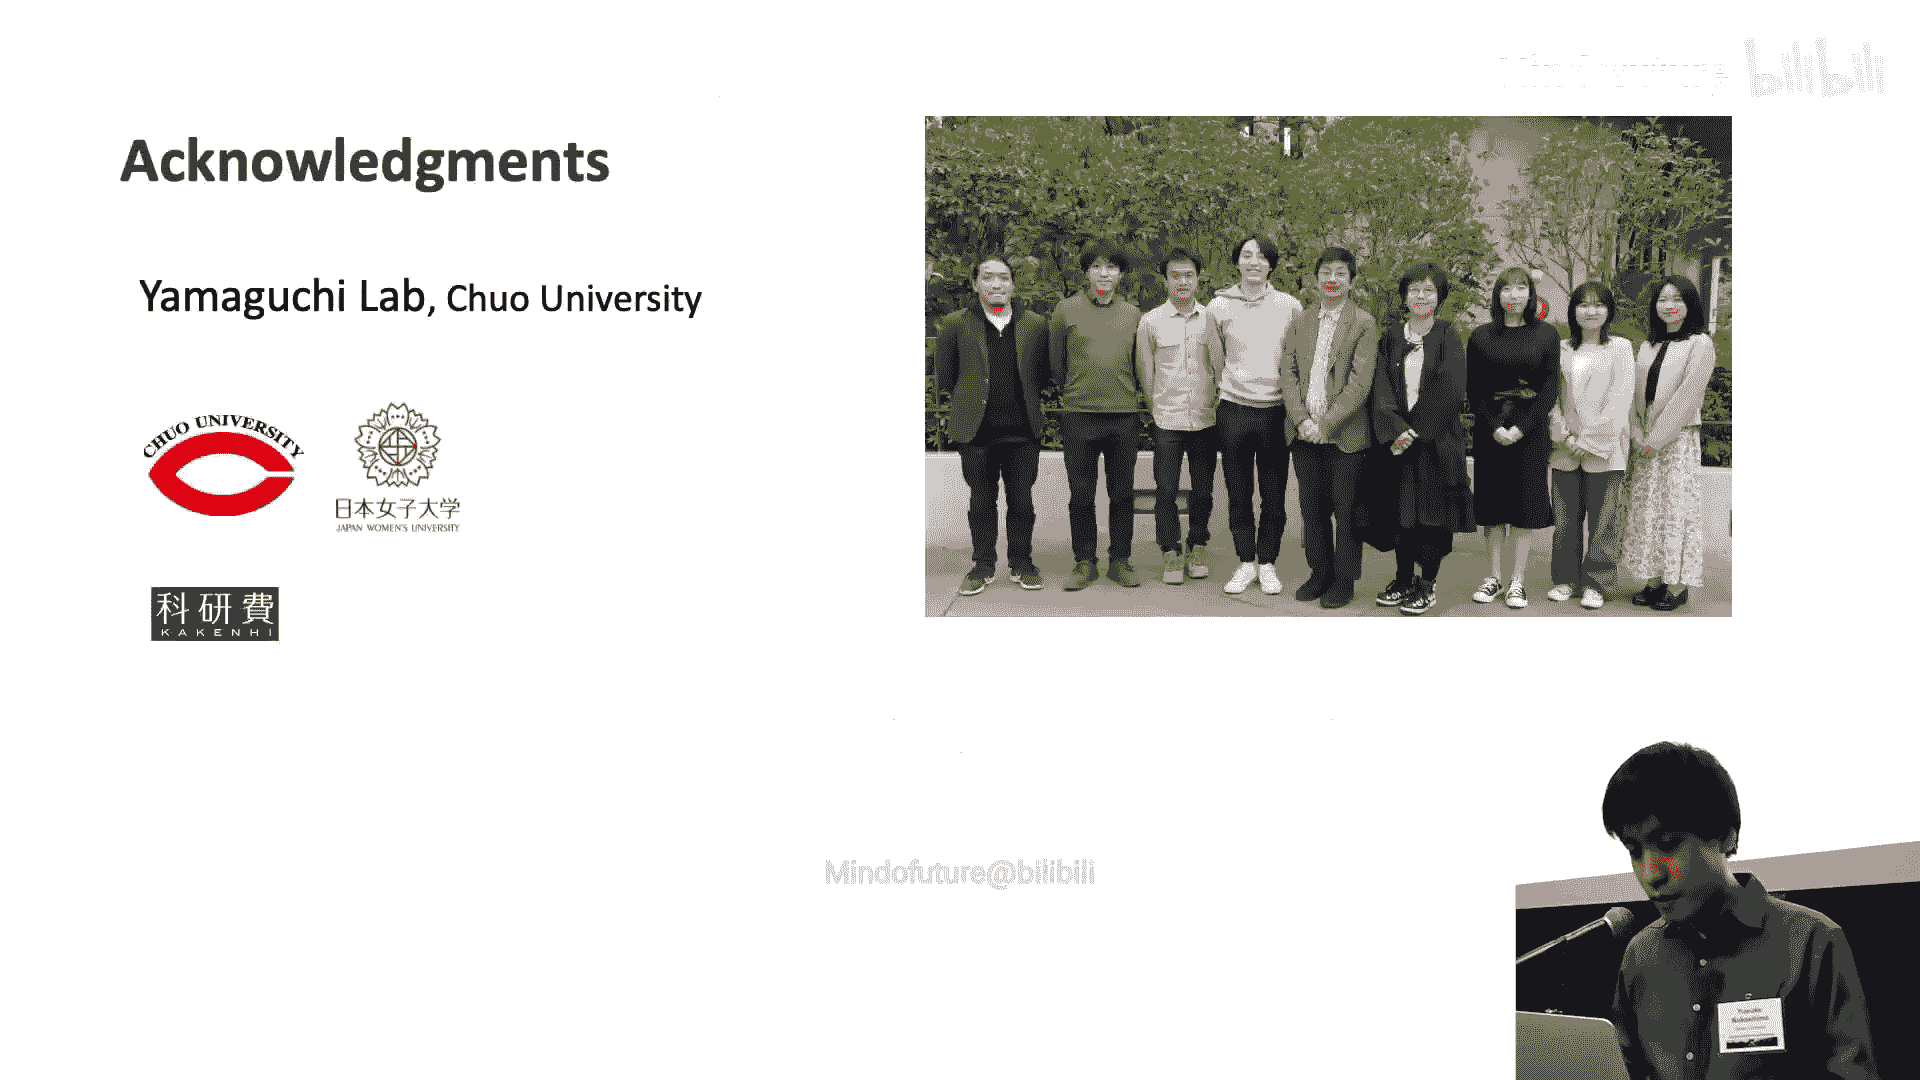 bilibili
Acknowledgments
Yamaguchi Lab, Chuo University
CHUO UNIVERSITY
日本女子大学
JAPAN WOMEN'S UNIVERSITY
科研費
KAKENHI
Mindofuture@bilibili